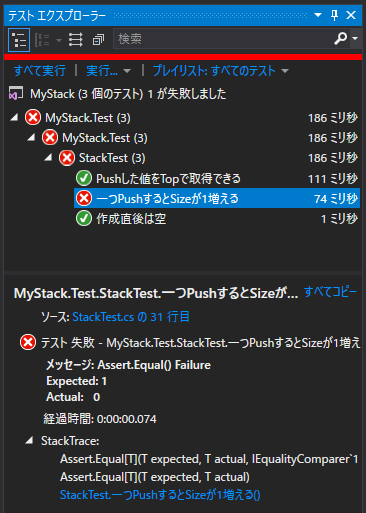 テスト エクスプローラー
検索
すべて実行 | 実行... | プレイリスト: すべてのテスト
MyStack (3 個のテスト) 1 が失敗しました
MyStack.Test (3) 186 ミリ秒
MyStack.Test (3) 186 ミリ秒
StackTest (3) 186 ミリ秒
Pushした値をTopで取得できる 111 ミリ秒
一つPushするとSizeが1増える 74 ミリ秒
作成直後は空 1 ミリ秒
MyStack.Test.StackTest.一つPushするとSizeが... すべてコピー
ソース: StackTest.cs の 31 行目
テスト 失敗 - MyStack.Test.StackTest.一つPushするとSizeが1増え
メッセージ: Assert.Equal() Failure
Expected: 1
Actual: 0
経過時間: 0:00:00.074
StackTrace:
Assert.Equal[T](T expected, T actual, IEqualityComparer`1
Assert.Equal[T](T expected, T actual)
StackTest.一つPushするとSizeが1増える()